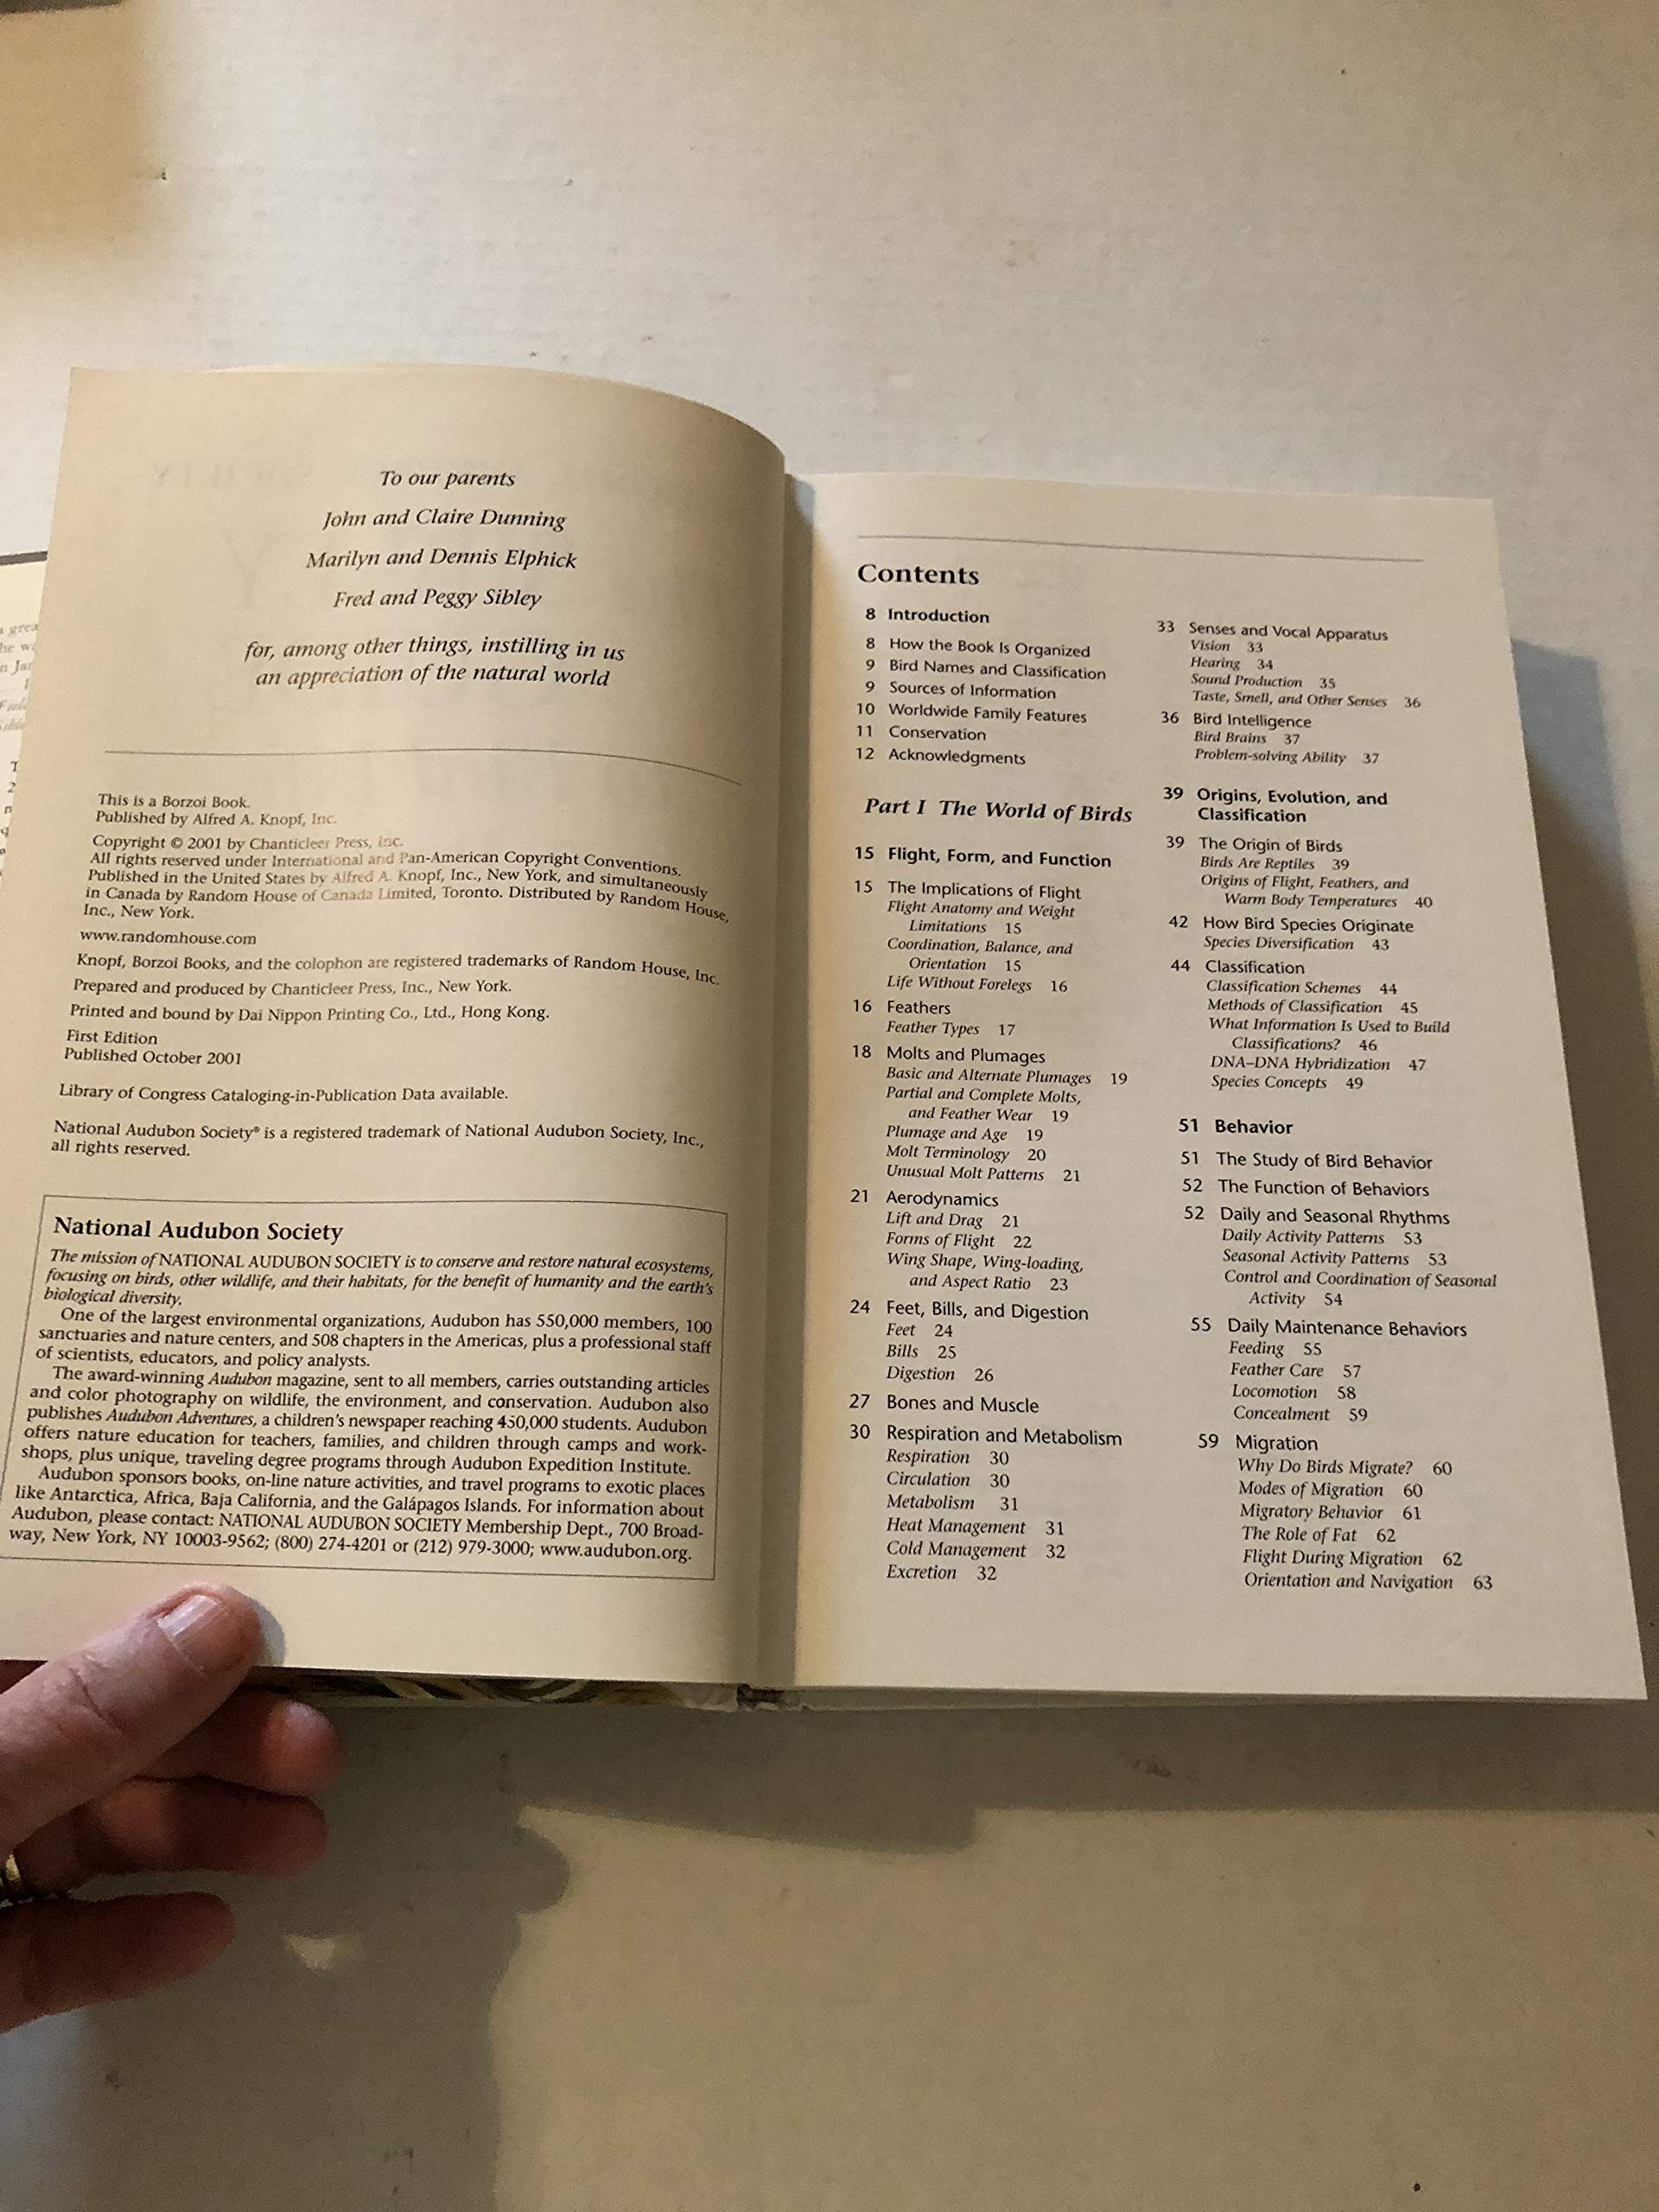 To our parents
John and Claire Dunning
Marilyn and Dennis Elphick
Fred and Peggy Sibley
for, among other things, instilling in us
an appreciation of the natural world
This is a Borzoi Book.
Published by Alfred A. Knopf, Inc.
Copyright © 2001 by Chanticleer Press, Inc.
All rights reserved under International and Pan-American Copyright Conventions.
Published in the United States by Alfred A. Knopf, Inc., New York, and simultaneously
in Canada by Random House of Canada Limited, Toronto. Distributed by Random House,
Inc., New York.
www.randomhouse.com
Knopf, Borzoi Books, and the colophon are registered trademarks of Random House, Inc.
Prepared and produced by Chanticleer Press, Inc., New York.
Printed and bound by Dai Nippon Printing Co., Ltd., Hong Kong.
First Edition
Published October 2001
Library of Congress Cataloging-in-Publication Data available.
National Audubon Society® is a registered trademark of National Audubon Society, Inc.,
all rights reserved.
National Audubon Society
The mission of NATIONAL AUDUBON SOCIETY is to conserve and restore natural ecosystems,
focusing on birds, other wildlife, and their habitats, for the benefit of humanity and the earth's
biological diversity.
One of the largest environmental organizations, Audubon has 550,000 members, 100
sanctuaries and nature centers, and 508 chapters in the Americas, plus a professional staff
of scientists, educators, and policy analysts.
The award-winning Audubon magazine, sent to all members, carries outstanding articles
and color photography on wildlife, the environment, and conservation. Audubon also
publishes Audubon Adventures, a children's newspaper reaching 450,000 students. Audubon
offers nature education for teachers, families, and children through camps and work-
shops, plus unique, traveling degree programs through Audubon Expedition Institute.
Audubon sponsors books, on-line nature activities, and travel programs to exotic places
like Antarctica, Africa, Baja California, and the Galápagos Islands. For information about
Audubon, please contact: NATIONAL AUDUBON SOCIETY Membership Dept., 700 Broad-
way, New York, NY 10003-9562; (800) 274-4201 or (212) 979-3000; www.audubon.org.
Contents
8 Introduction
8 How the Book Is Organized
9 Bird Names and Classification
9 Sources of Information
10 Worldwide Family Features
11 Conservation
12 Acknowledgments
Part I The World of Birds
15 Flight, Form, and Function
15 The Implications of Flight
Flight Anatomy and Weight
Limitations 15
Coordination, Balance, and
Orientation 15
Life Without Forelegs 16
16 Feathers
Feather Types 17
18 Molts and Plumages
Basic and Alternate Plumages 19
Partial and Complete Molts,
and Feather Wear 19
Plumage and Age 19
Molt Terminology 20
Unusual Molt Patterns 21
21 Aerodynamics
Lift and Drag 21
Forms of Flight 22
Wing Shape, Wing-loading,
and Aspect Ratio 23
24 Feet, Bills, and Digestion
Feet 24
Bills 25
Digestion 26
27 Bones and Muscle
30 Respiration and Metabolism
Respiration 30
Circulation 30
Metabolism 31
Heat Management 31
Cold Management 32
Excretion 32
33 Senses and Vocal Apparatus
Vision 33
Hearing 34
Sound Production 35
Taste, Smell, and Other Senses 36
36 Bird Intelligence
Bird Brains 37
Problem-solving Ability 37
39 Origins, Evolution, and
Classification
39 The Origin of Birds
Birds Are Reptiles 39
Origins of Flight, Feathers, and
Warm Body Temperatures 40
42 How Bird Species Originate
Species Diversification 43
44 Classification
Classification Schemes 44
Methods of Classification 45
What Information Is Used to Build
Classifications? 46
DNA–DNA Hybridization 47
Species Concepts 49
51 Behavior
51 The Study of Bird Behavior
52 The Function of Behaviors
52 Daily and Seasonal Rhythms
Daily Activity Patterns 53
Seasonal Activity Patterns 53
Control and Coordination of Seasonal
Activity 54
55 Daily Maintenance Behaviors
Feeding 55
Feather Care 57
Locomotion 58
Concealment 59
59 Migration
Why Do Birds Migrate? 60
Modes of Migration 60
Migratory Behavior 61
The Role of Fat 62
Flight During Migration 62
Orientation and Navigation 63